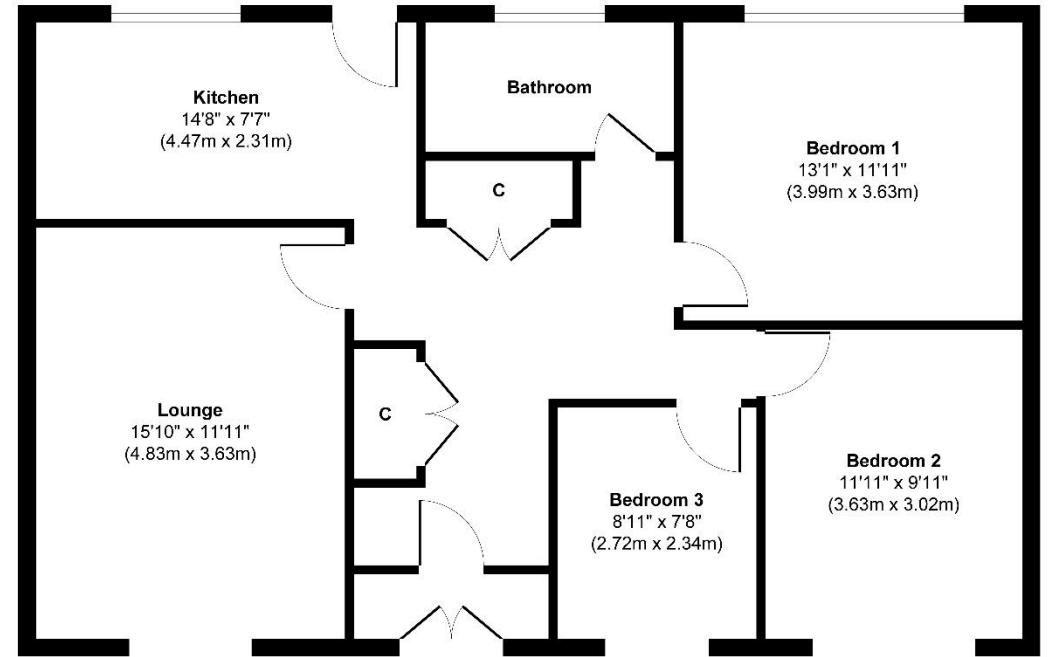 Kitchen
14'8" x 7'7"
(4.47m x 2.31m)
Bathroom
Bedroom 1
13'1" x 11'11"
(3.99m x 3.63m)
C
Lounge
15'10" x 11'11"
(4.83m x 3.63m)
C
Bedroom 3
8'11" x 7'8"
(2.72m x 2.34m)
Bedroom 2
11'11" x 9'11"
(3.63m x 3.02m)